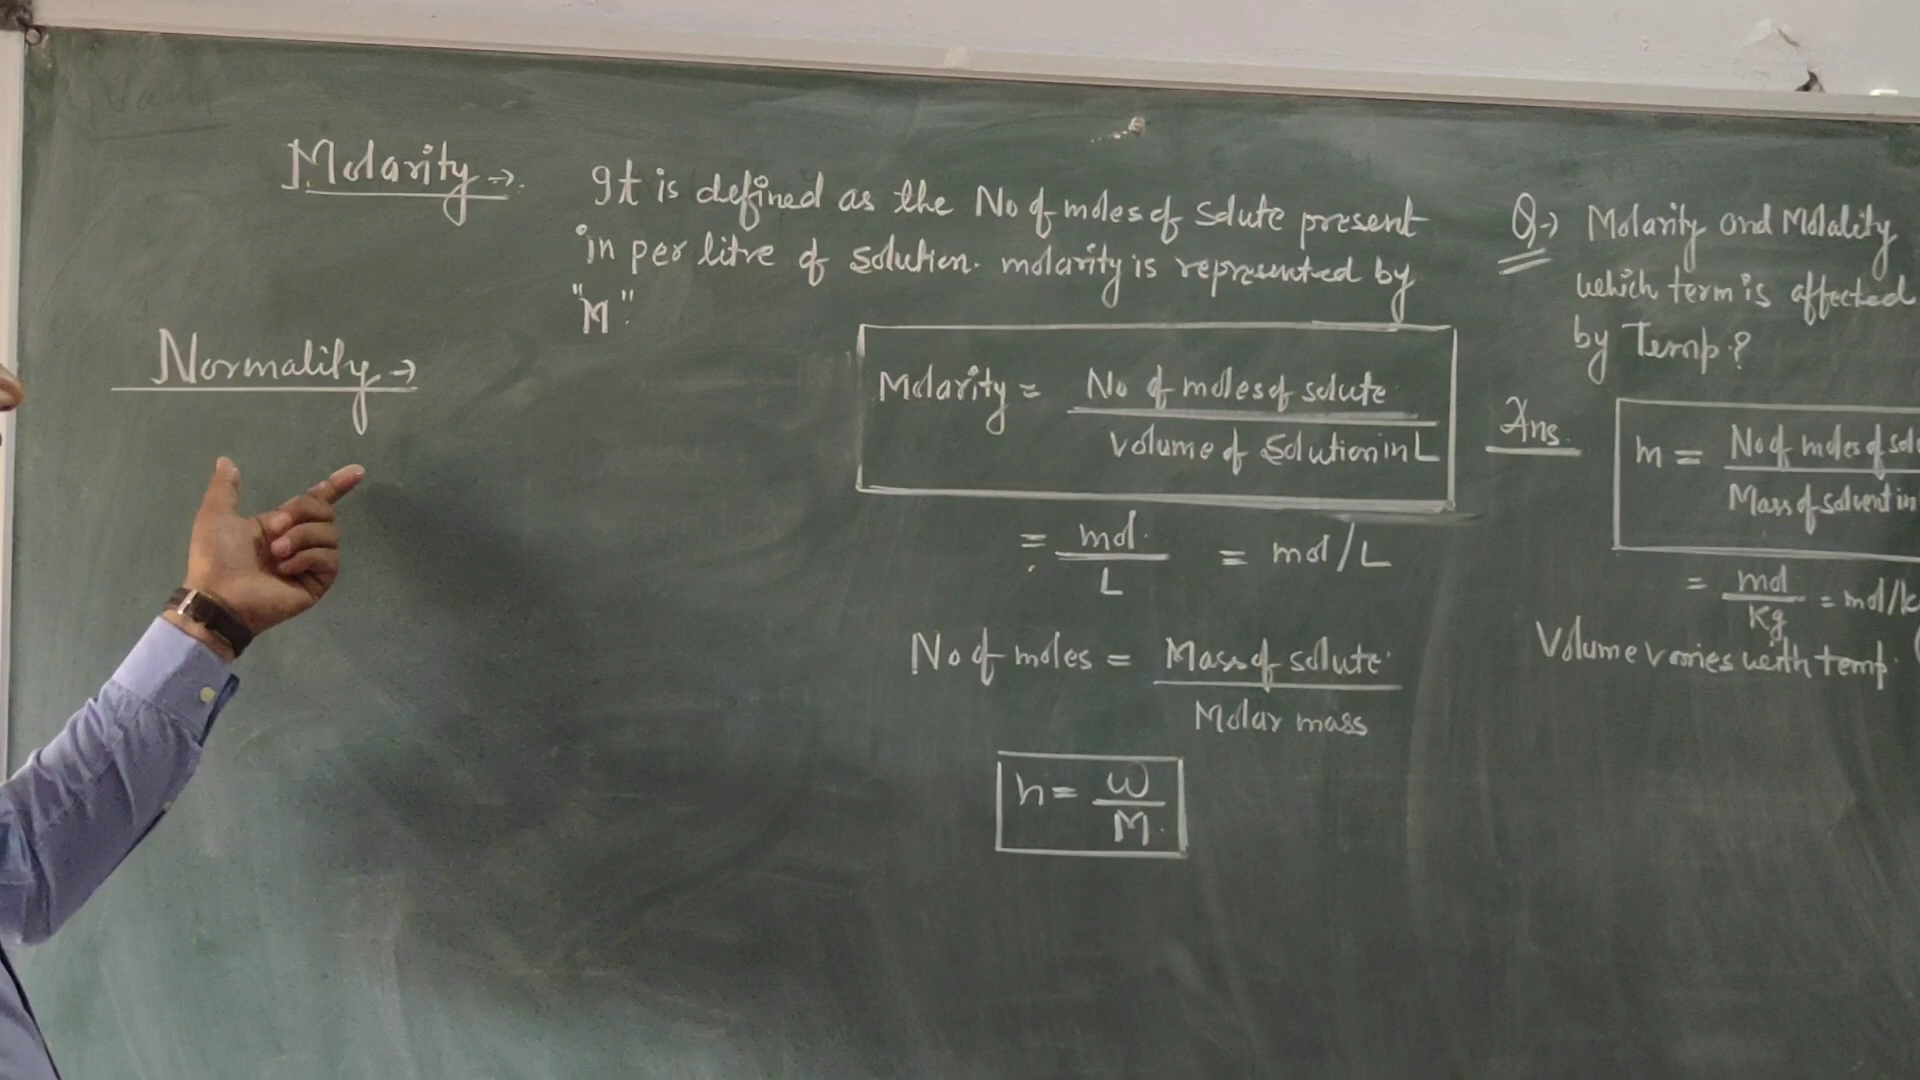 Molarity →
It is defined as the No of moles of solute present
in per litre of solution. molarity is represented by
"M".
Molarity = No of moles of solute
Volume of Solution in L
= mol
L
= mol/L
No of moles = Mass of solute
Molar mass
n = w
M
Normality →
Q → Molarity and Molality
which term is affected
by Temp.?
Ans.
m = No of moles of
Mass of solvent in
= mol
Kg
= mol/
Volume varies with temp.